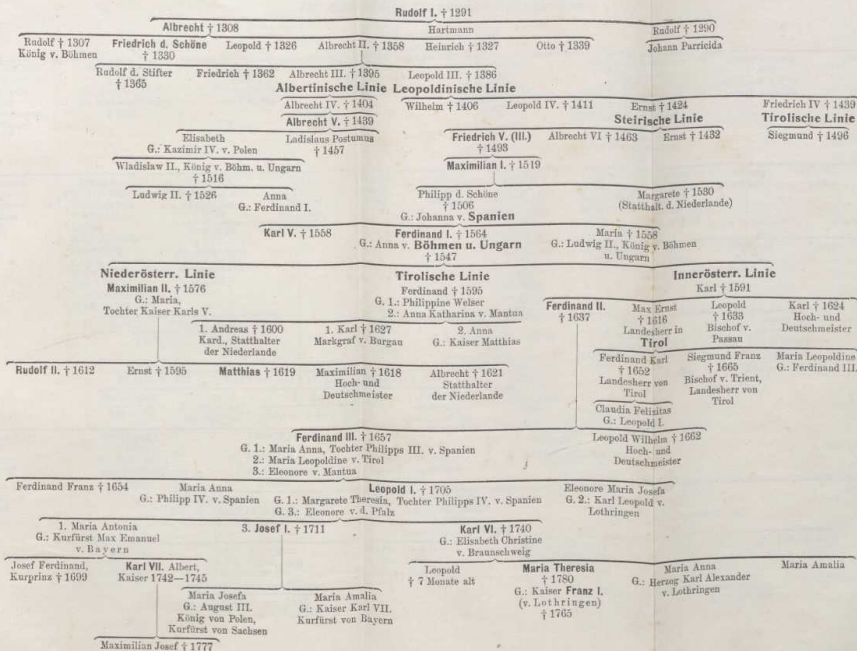 Rudolf I. † 1291
Albrecht † 1308 Hartmann Rudolf † 1290
Rudolf † 1307 Friedrich d. Schöne Leopold † 1326 Albrecht II. † 1358 Heinrich † 1327 Otto † 1339 Johann Parricida
König v. Böhmen † 1330
Rudolf d. Stifter Friedrich † 1362 Albrecht III. † 1395 Leopold III. † 1386
† 1365
Albertinische Linie Leopoldinische Linie
Albrecht IV. † 1404 Wilhelm † 1406 Leopold IV. † 1411 Ernst † 1424 Friedrich IV † 1439
Albrecht V. † 1439 Steirische Linie Tirolische Linie
Elisabeth Ladislaus Postumus Friedrich V. (III.) Albrecht VI † 1463 Ernst † 1432 Siegmund † 1496
G.: Kazimir IV. v. Polen † 1457 † 1493
Wladislaw II., König v. Böhm. u. Ungarn Maximilian I. † 1519
† 1516
Ludwig II. † 1526 Anna Philipp d. Schöne Margarete † 1530
G.: Ferdinand I. † 1506 (Statthalt. d. Niederlande)
G.: Johanna v. Spanien
Karl V. † 1558 Ferdinand I. † 1564 Maria † 1558
G.: Anna v. Böhmen u. Ungarn G.: Ludwig II., König v. Böhmen
† 1547 u. Ungarn
Niederösterr. Linie Tirolische Linie Innerösterr. Linie
Maximilian II. † 1576 Ferdinand † 1595 Karl † 1591
G.: Maria, G. 1.: Philippine Welser
Tochter Kaiser Karls V. 2.: Anna Katharina v. Mantua
Ferdinand II. Max Ernst Leopold Karl † 1624
† 1637 † 1616 † 1633 Hoch- und
Landesherr in Bischof v. Deutschmeister
Tirol Passau
1. Andreas † 1600 1. Karl † 1627 2. Anna
Kard., Statthalter Markgraf v. Burgau G.: Kaiser Matthias
der Niederlande
Ferdinand Karl Siegmund Franz Maria Leopoldine
† 1652 † 1665 G.: Ferdinand III.
Landesherr von Bischof v. Trient,
Tirol Landesherr von
Tirol
Rudolf II. † 1612 Ernst † 1595 Matthias † 1619 Maximilian † 1618 Albrecht † 1621
Hoch- und Statthalter
Deutschmeister der Niederlande
Claudia Felizitas
G.: Leopold I.
Ferdinand III. † 1657 Leopold Wilhelm † 1662
G. 1.: Maria Anna, Tochter Philipps III. v. Spanien Hoch- und
2.: Maria Leopoldine v. Tirol Deutschmeister
3.: Eleonore v. Mantua
Ferdinand Franz † 1654 Maria Anna Leopold I. † 1705 Eleonore Maria Josefa
G.: Philipp IV. v. Spanien G. 1.: Margarete Theresia, Tochter Philipps IV. v. Spanien G. 2.: Karl Leopold v.
G. 3.: Eleonore v. d. Pfalz Lothringen
1. Maria Antonia 3. Josef I. † 1711 Karl VI. † 1740
G.: Kurfürst Max Emanuel G.: Elisabeth Christine
v. Bayern v. Braunschweig
Josef Ferdinand, Karl VII. Albert, Leopold Maria Theresia Maria Anna Maria Amalia
Kurprinz † 1699 Kaiser 1742—1745 † 7 Monate alt † 1780 G.: Herzog Karl Alexander
G.: Kaiser Franz I. v. Lothringen
(v. Lothringen)
† 1765
Maria Josefa Maria Amalia
G.: August III. G.: Kaiser Karl VII.
König von Polen, Kurfürst von Bayern
Kurfürst von Sachsen
Maximilian Josef † 1777